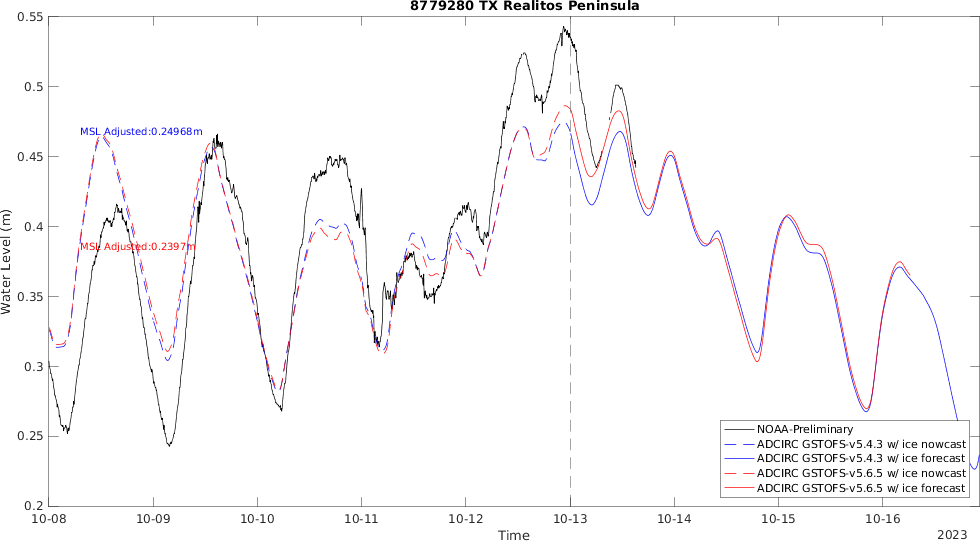 8779280 TX Realitos Peninsula
Water Level (m)
0.55
0.5
0.45
0.4
0.35
0.3
0.25
0.2
MSL Adjusted:0.24968m
MSL Adjusted:0.2397m
NOAA-Preliminary
ADCIRC GSTOFS-v5.4.3 w/ ice nowcast
ADCIRC GSTOFS-v5.4.3 w/ ice forecast
ADCIRC GSTOFS-v5.6.5 w/ ice nowcast
ADCIRC GSTOFS-v5.6.5 w/ ice forecast
10-08 10-09 10-10 10-11 10-12 10-13 10-14 10-15 10-16
Time
2023